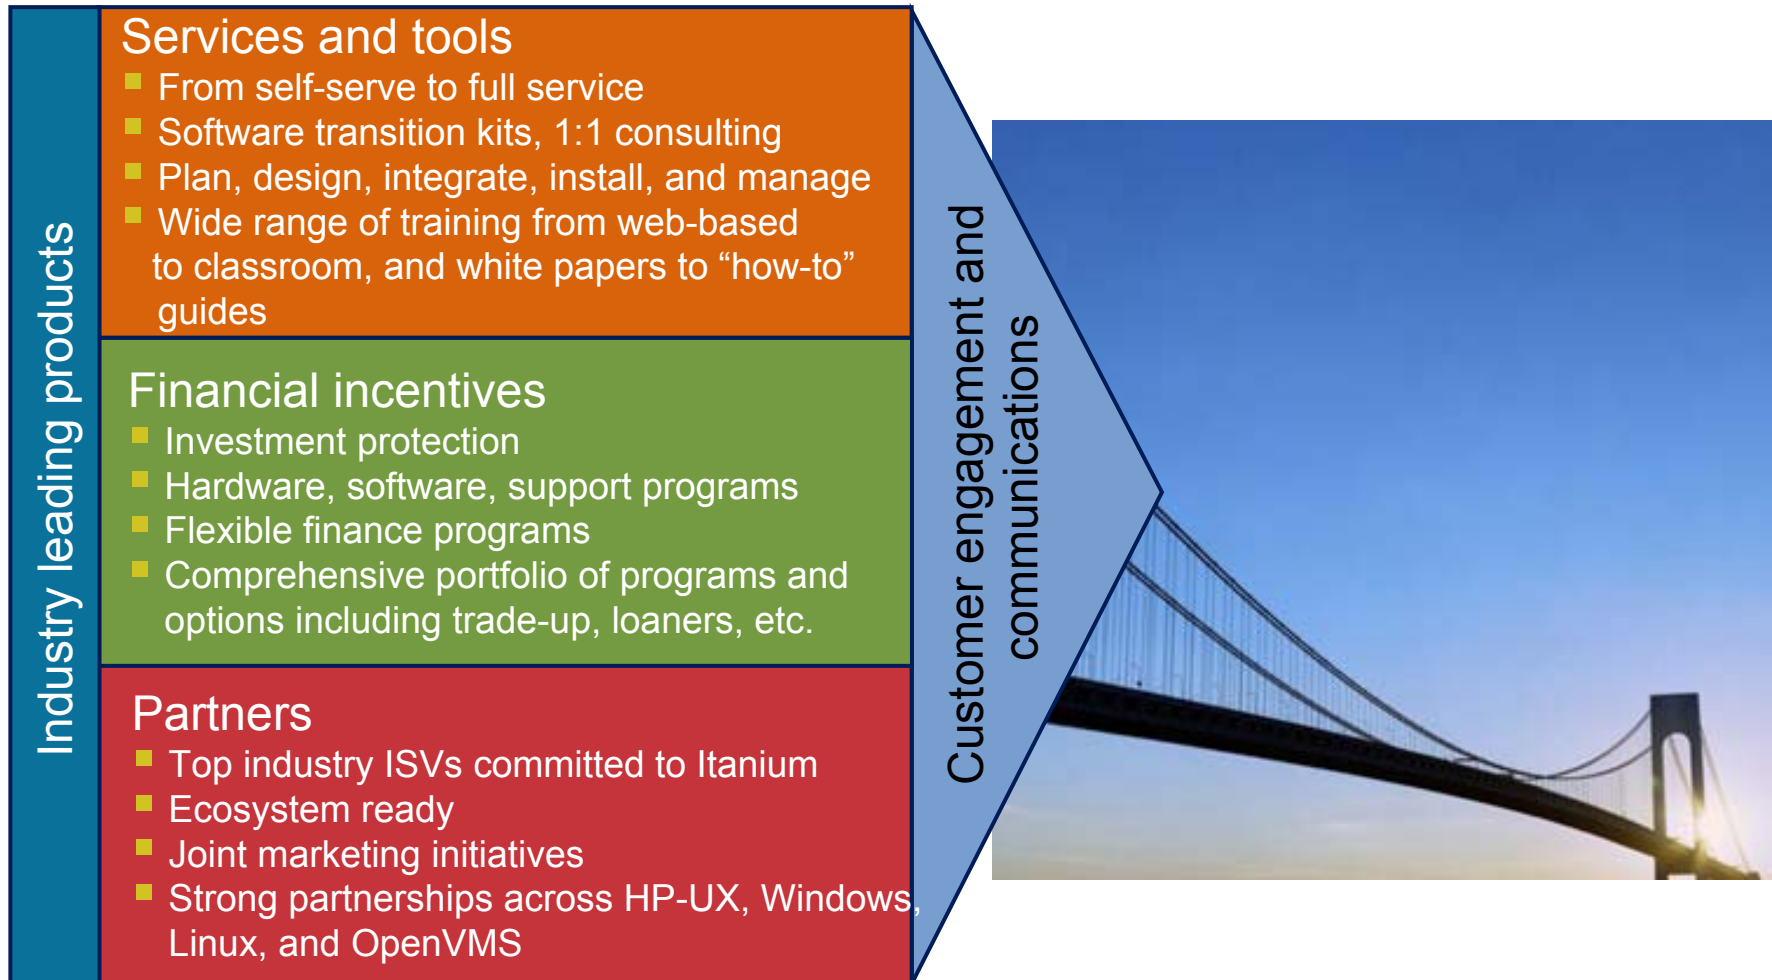 Industry leading products
Services and tools
From self-serve to full service
Software transition kits, 1:1 consulting
Plan, design, integrate, install, and manage
Wide range of training from web-based
to classroom, and white papers to “how-to”
guides
Financial incentives
Investment protection
Hardware, software, support programs
Flexible finance programs
Comprehensive portfolio of programs and
options including trade-up, loaners, etc.
Partners
Top industry ISVs committed to Itanium
Ecosystem ready
Joint marketing initiatives
Strong partnerships across HP-UX, Windows,
Linux, and OpenVMS
Customer engagement and
communications